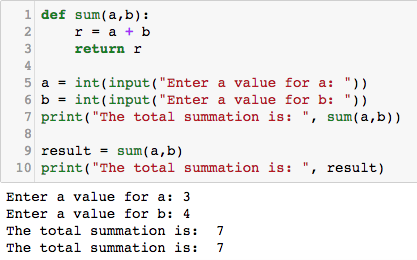 1 def sum(a,b):
2     r = a + b
3     return r
4
5 a = int(input("Enter a value for a: "))
6 b = int(input("Enter a value for b: "))
7 print("The total summation is: ", sum(a,b))
8
9 result = sum(a,b)
10 print("The total summation is: ", result)
Enter a value for a: 3
Enter a value for b: 4
The total summation is:  7
The total summation is:  7